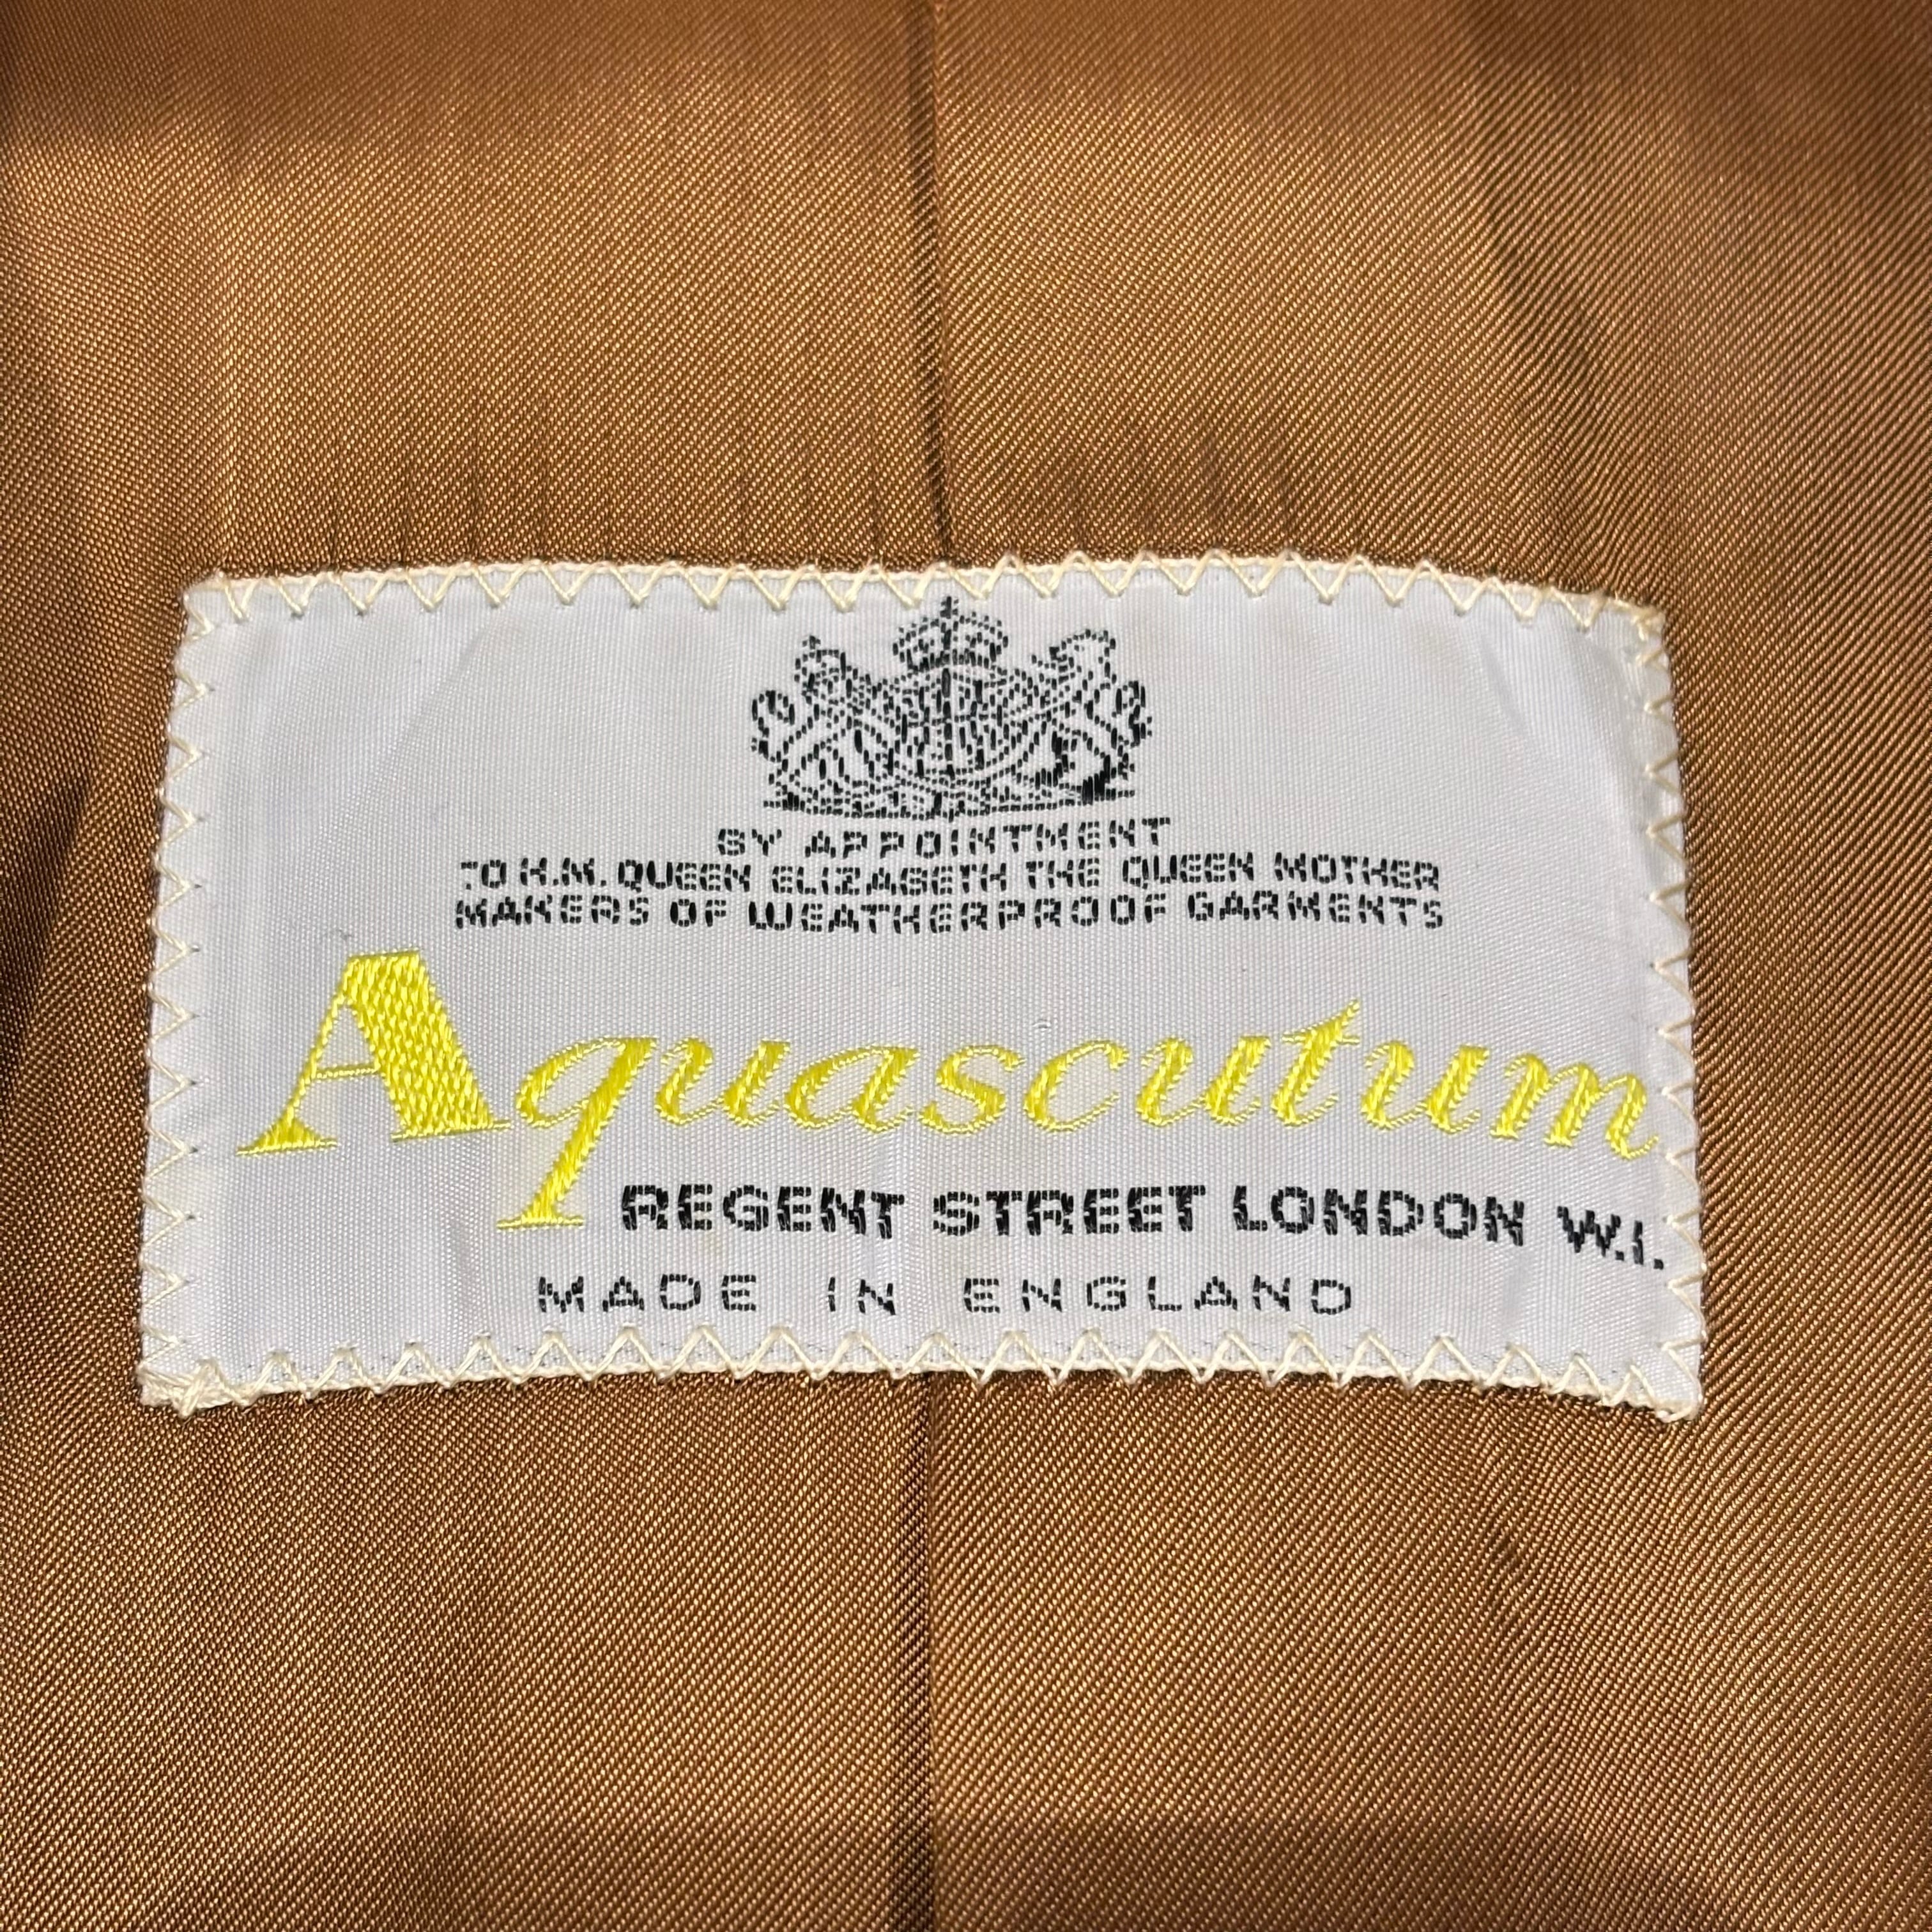 BY APPOINTMENT
TO H.M. QUEEN ELIZABETH THE QUEEN MOTHER
MAKERS OF WEATHERPROOF GARMENTS
Aquascutum
REGENT STREET LONDON W.I.
MADE IN ENGLAND